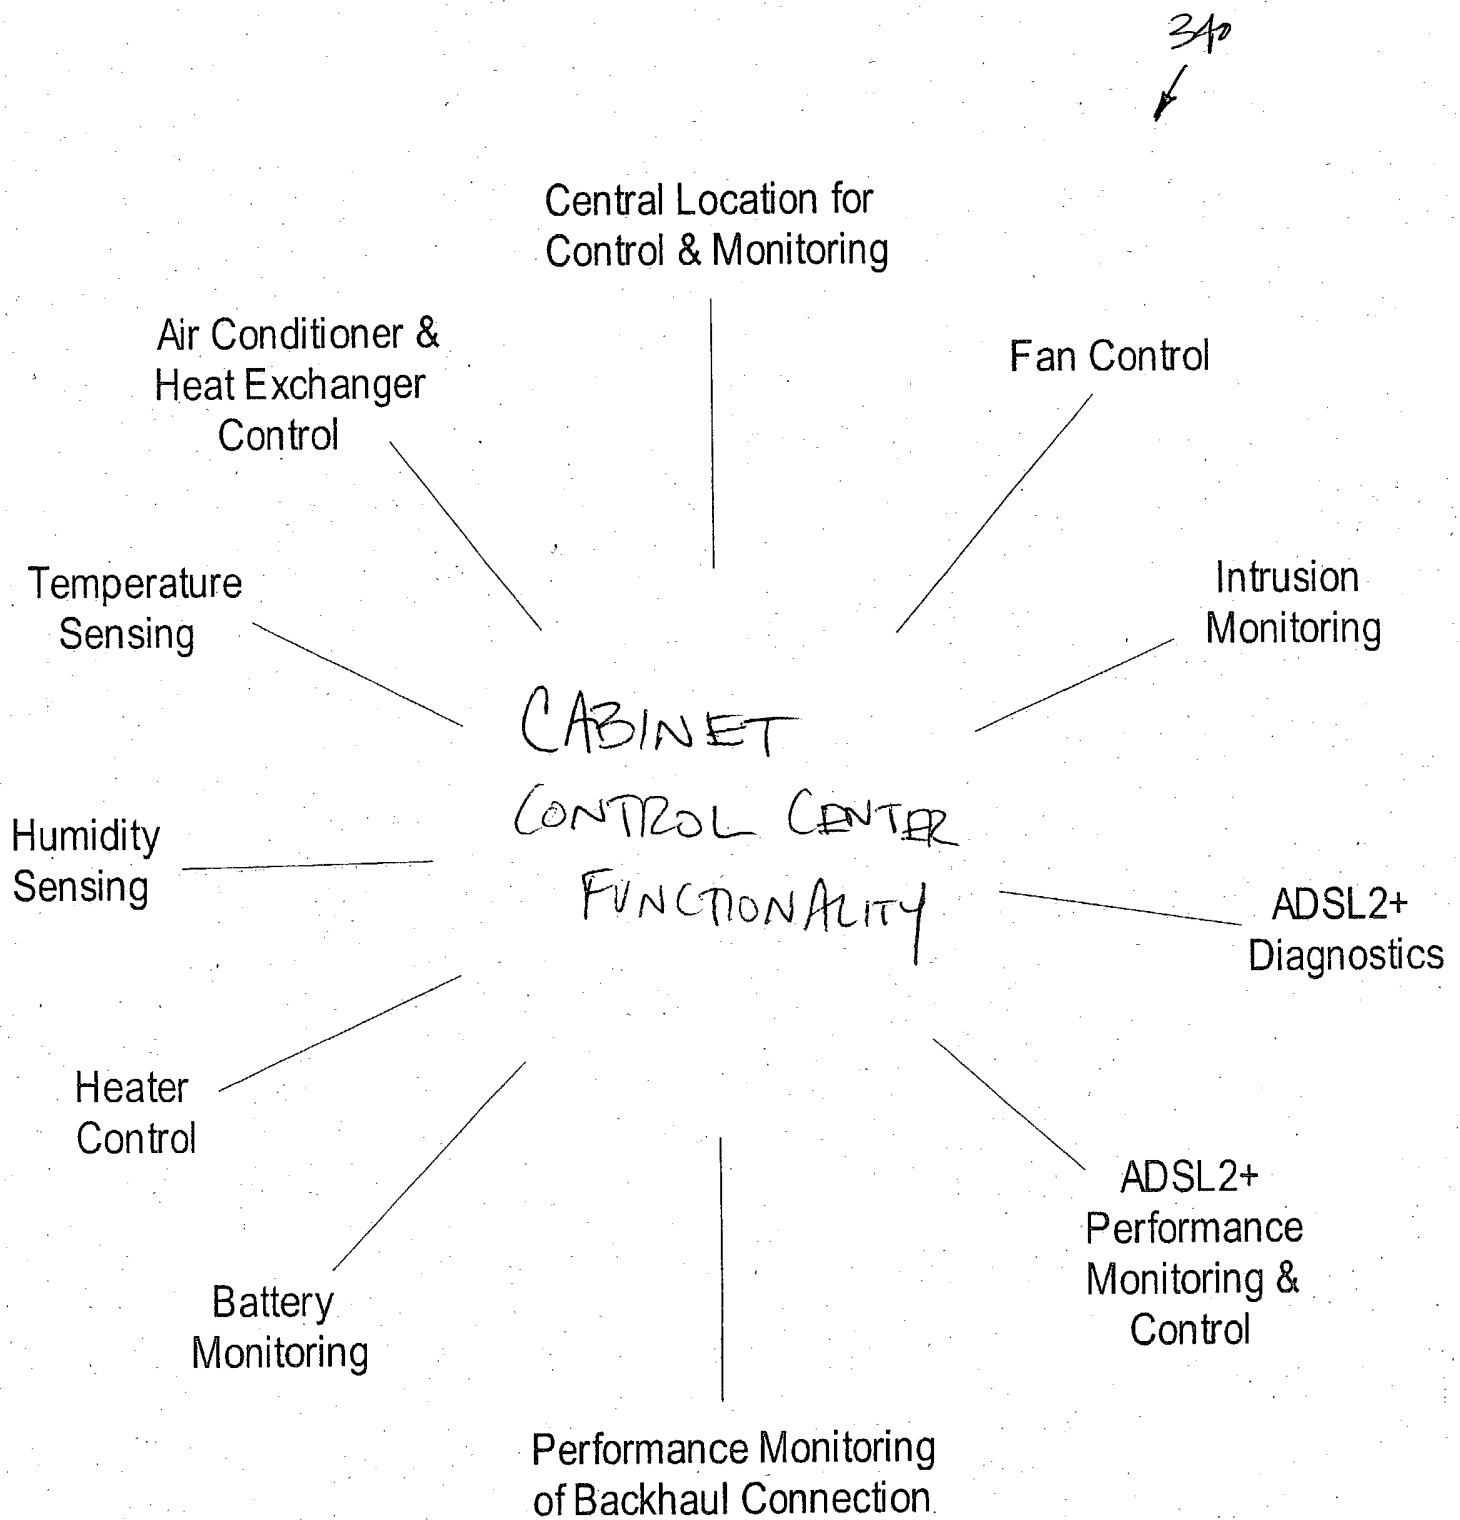 340
Central Location for
Control & Monitoring
Air Conditioner &
Heat Exchanger
Control
Fan Control
Temperature
Sensing
Intrusion
Monitoring
CABINET
CONTROL CENTER
FUNCTIONALITY
Humidity
Sensing
ADSL2+
Diagnostics
Heater
Control
ADSL2+
Performance
Monitoring &
Control
Battery
Monitoring
Performance Monitoring
of Backhaul Connection